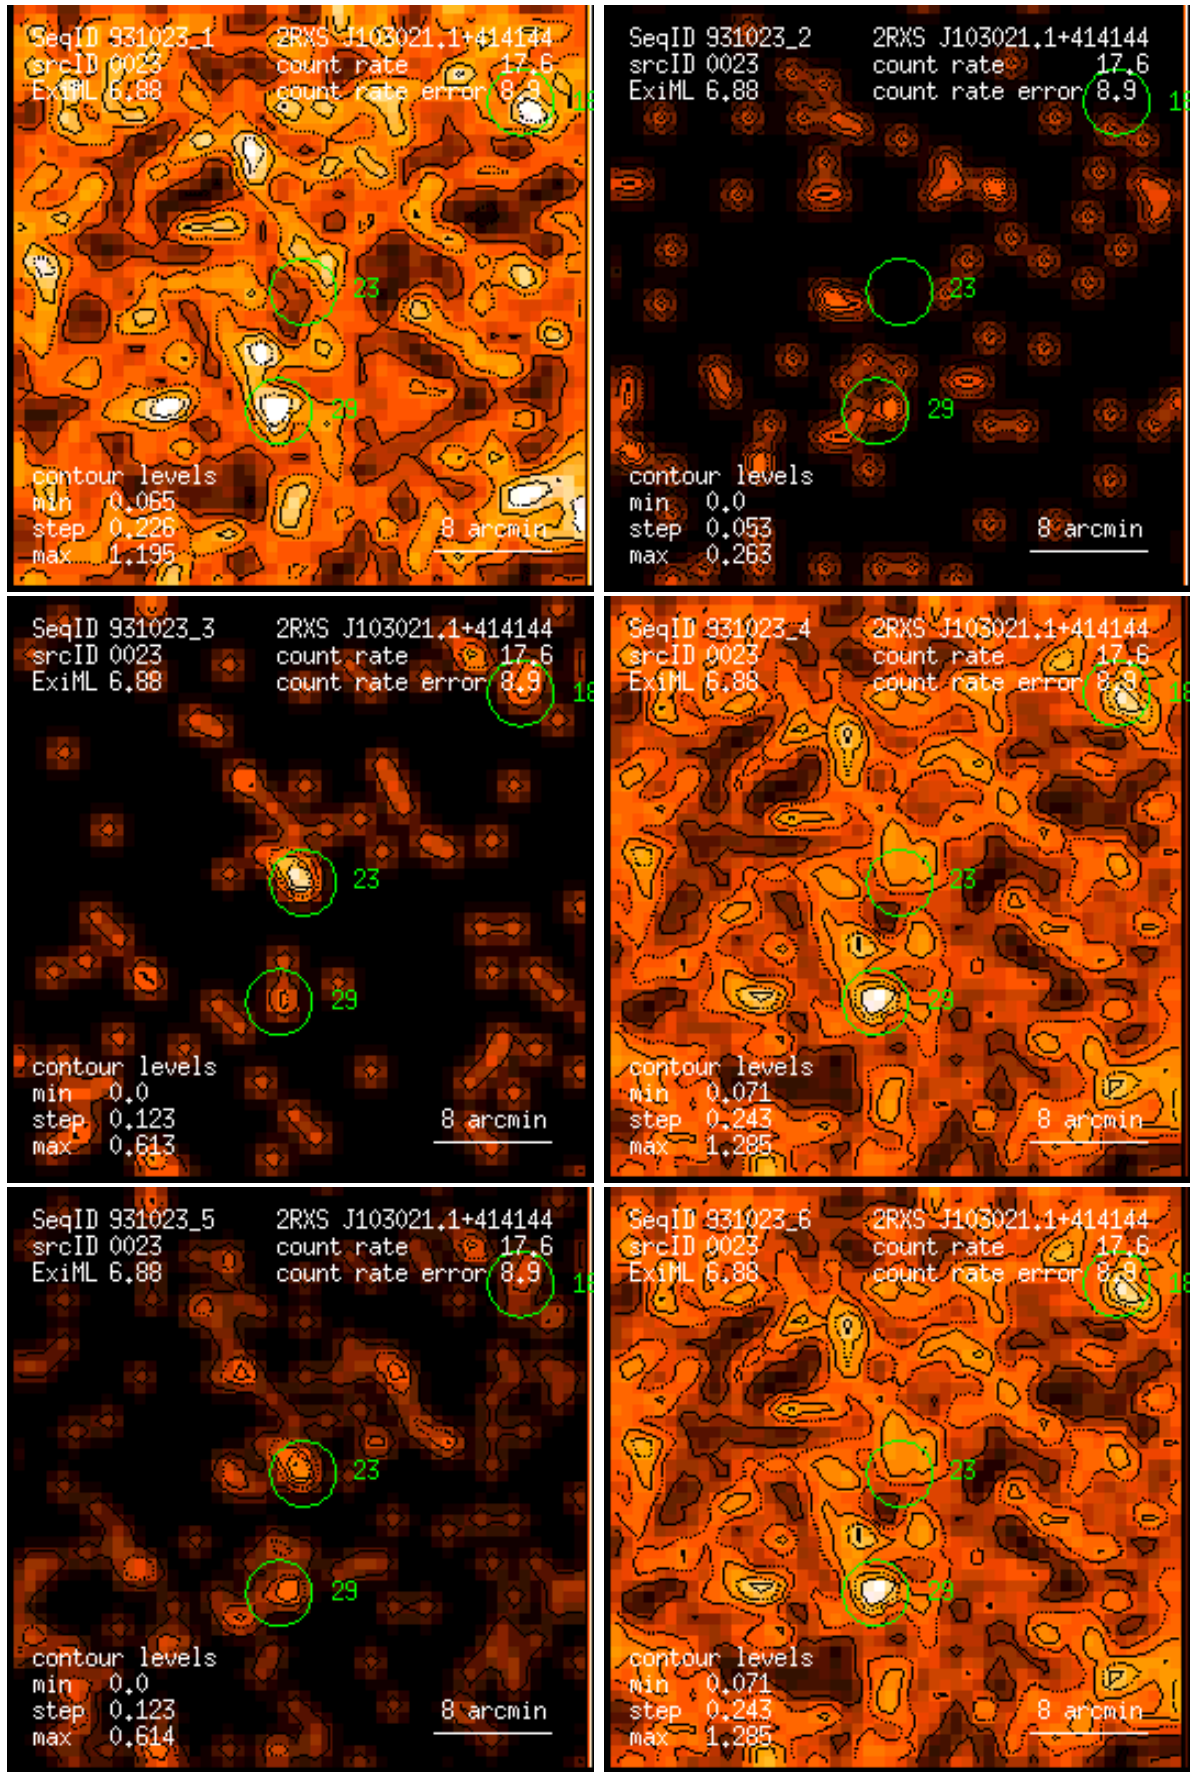 SeqID 931023_1 2RXS J103021.1+414144
srcID 0023 count rate 17.6
ExiML 6.88 count rate error 8.9
18
23
29
contour levels
min 0.065
step 0.226 8 arcmin
max 1.195
SeqID 931023_2 2RXS J103021.1+414144
srcID 0023 count rate 17.6
ExiML 6.88 count rate error 8.9
18
23
29
contour levels
min 0.0
step 0.053 8 arcmin
max 0.263
SeqID 931023_3 2RXS J103021.1+414144
srcID 0023 count rate 17.6
ExiML 6.88 count rate error 8.9
18
23
29
contour levels
min 0.0
step 0.123 8 arcmin
max 0.613
SeqID 931023_4 2RXS J103021.1+414144
srcID 0023 count rate 17.6
ExiML 6.88 count rate error 8.9
18
23
29
contour levels
min 0.071
step 0.243 8 arcmin
max 1.285
SeqID 931023_5 2RXS J103021.1+414144
srcID 0023 count rate 17.6
ExiML 6.88 count rate error 8.9
18
23
29
contour levels
min 0.0
step 0.123 8 arcmin
max 0.614
SeqID 931023_6 2RXS J103021.1+414144
srcID 0023 count rate 17.6
ExiML 6.88 count rate error 8.9
18
23
29
contour levels
min 0.071
step 0.243 8 arcmin
max 1.285